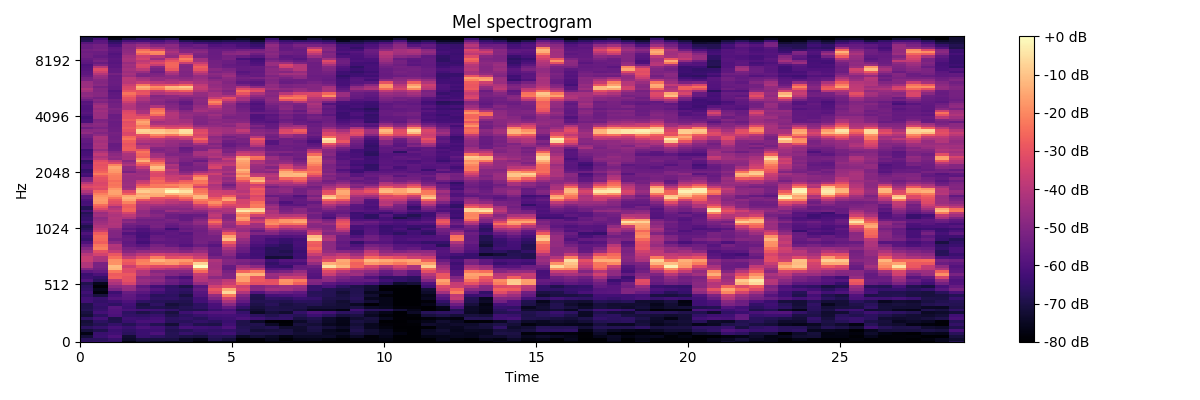 Mel spectrogram
+0 dB
8192
-10 dB
-20 dB
4096
-30 dB
Hz
2048
-40 dB
-50 dB
1024
-60 dB
512
-70 dB
0
-80 dB
0 5 10 15 20 25
Time